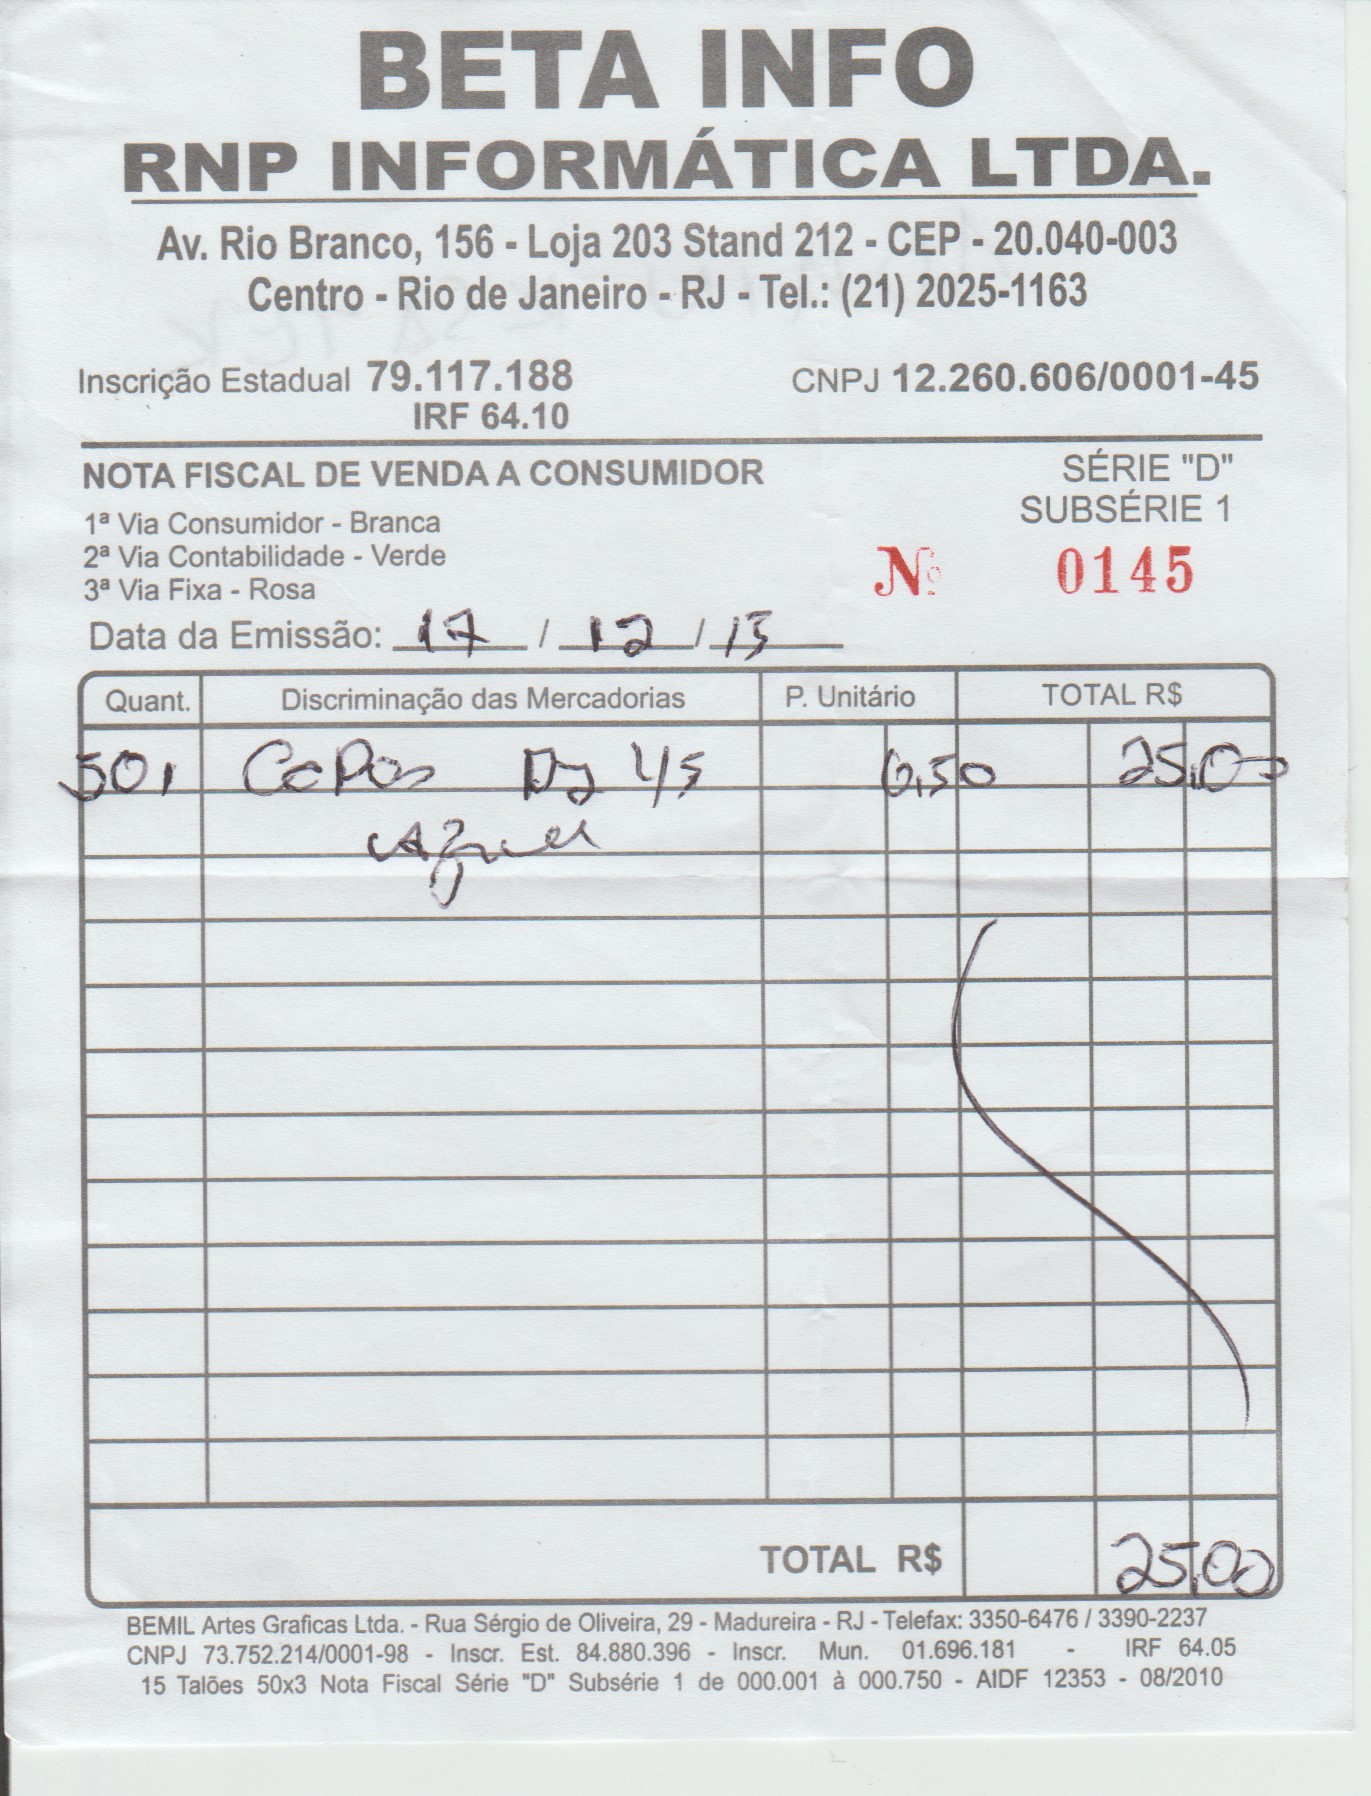 BETA INFO
RNP INFORMÁTICA LTDA.
Av. Rio Branco, 156 - Loja 203 Stand 212 - CEP - 20.040-003
Centro - Rio de Janeiro - RJ - Tel.: (21) 2025-1163
Inscrição Estadual 79.117.188 CNPJ 12.260.606/0001-45
IRF 64.10
NOTA FISCAL DE VENDA A CONSUMIDOR SÉRIE "D"
SUBSÉRIE 1
1ª Via Consumidor - Branca
2ª Via Contabilidade - Verde
3ª Via Fixa - Rosa
Nº 0145
Data da Emissão: 17 / 12 / 13
Quant. Discriminação das Mercadorias P. Unitário TOTAL R$
50, 0,50 25,00
TOTAL R$ 25,00
BEMIL Artes Graficas Ltda. - Rua Sérgio de Oliveira, 29 - Madureira - RJ - Telefax: 3350-6476 / 3390-2237
CNPJ 73.752.214/0001-98 - Inscr. Est. 84.880.396 - Inscr. Mun. 01.696.181 - IRF 64.05
15 Talões 50x3 Nota Fiscal Série "D" Subsérie 1 de 000.001 à 000.750 - AIDF 12353 - 08/2010